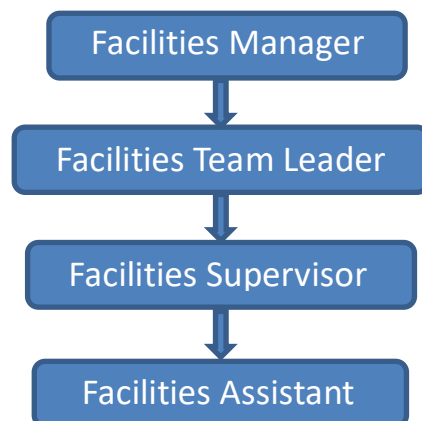 Facilities Manager
Facilities Team Leader
Facilities Supervisor
Facilities Assistant